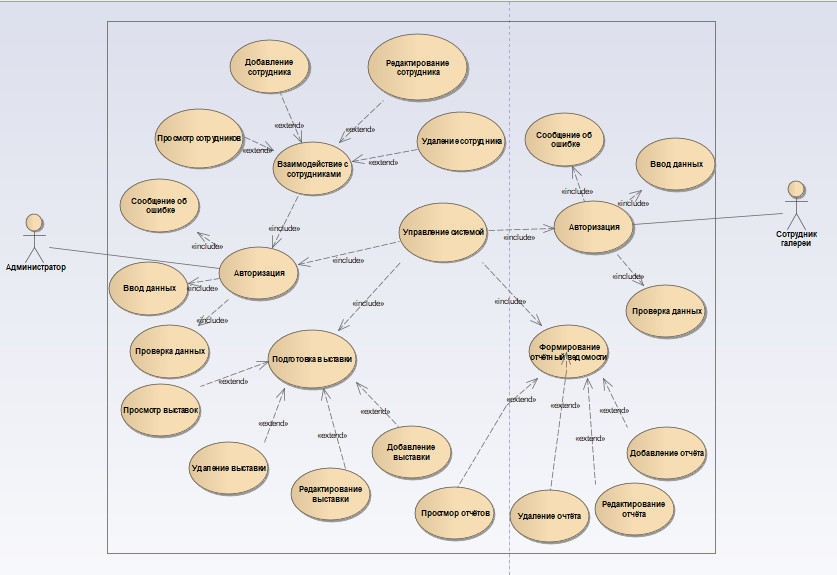 Добавление
сотрудника
Редактирование
сотрудника
«extend»
«extend»
Просмотр сотрудников
«extend»
Удаление сотрудника
«extend»
Взаимодействие с
сотрудниками
Сообщение об
ошибке
Ввод данных
«include»
«include»
Сообщение об
ошибке
«include»
«include»
Управление системой
«include»
Авторизация
Сотрудник
галереи
Администратор
Авторизация
«include»
«include»
Ввод данных
«include»
«include»
Проверка данных
«include»
«include»
Проверка данных
Подготовка выставки
Формирование
отчётный ведомости
«extend»
Просмотр выставок
«extend»
«extend»
«extend»
«extend»
«extend»
«extend»
«extend»
Удаление выставки
Добавление
выставки
Добавление отчёта
Редактирование
выставки
Простмор отчётов
Удаление очтёта
Редактирование
отчёта